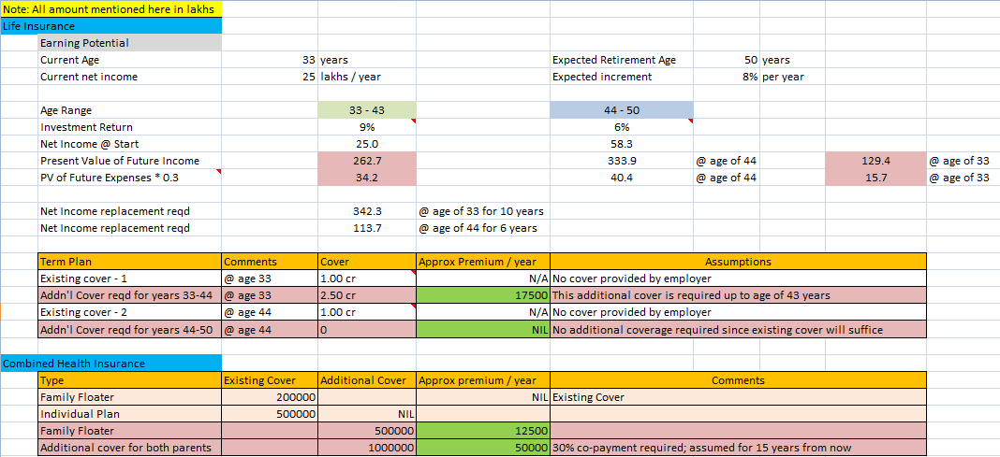 Note: All amount mentioned here in lakhs
Life Insurance
Earning Potential
Current Age 33 years Expected Retirement Age 50 years
Current net income 25 lakhs / year Expected increment 8% per year
Age Range 33 - 43 44 - 50
Investment Return 9% 6%
Net Income @ Start 25.0 58.3
Present Value of Future Income 262.7 333.9 @ age of 44 129.4 @ age of 33
PV of Future Expenses * 0.3 34.2 40.4 @ age of 44 15.7 @ age of 33
Net Income replacement reqd 342.3 @ age of 33 for 10 years
Net Income replacement reqd 113.7 @ age of 44 for 6 years
Term Plan Comments Cover Approx Premium / year Assumptions
Existing cover - 1 @ age 33 1.00 cr N/A No cover provided by employer
Addn'l Cover reqd for years 33-44 @ age 33 2.50 cr 17500 This additional cover is required up to age of 43 years
Existing cover - 2 @ age 44 1.00 cr N/A No cover provided by employer
Addn'l Cover reqd for years 44-50 @ age 44 0 NIL No additional coverage required since existing cover will suffice
Combined Health Insurance
Type Existing Cover Additional Cover Approx premium / year Comments
Family Floater 200000 NIL Existing Cover
Individual Plan 500000 NIL
Family Floater 500000 12500
Additional cover for both parents 1000000 50000 30% co-payment required; assumed for 15 years from now